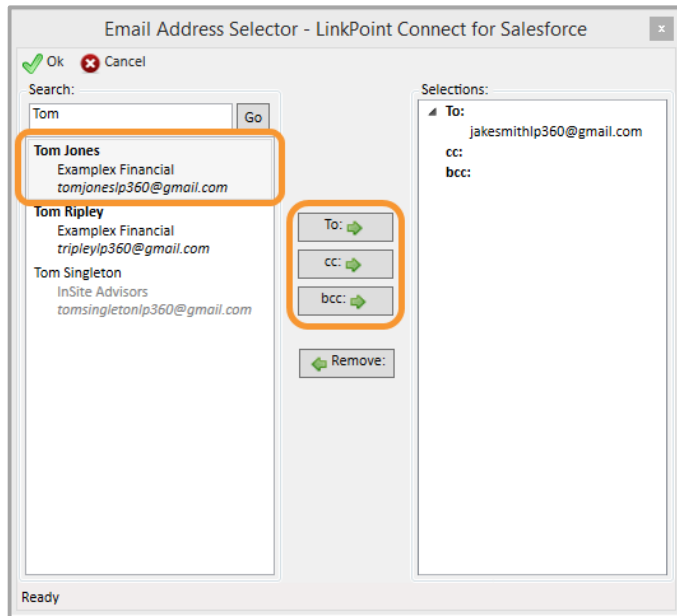 Email Address Selector - LinkPoint Connect for Salesforce
x
Ok Cancel
Search:
Tom
Go
Tom Jones
Examplex Financial
tomjoneslp360@gmail.com
Tom Ripley
Examplex Financial
tripleylp360@gmail.com
Tom Singleton
InSite Advisors
tomsingletonlp360@gmail.com
To:
cc:
bcc:
Remove:
Selections:
To:
jakesmithlp360@gmail.com
cc:
bcc:
Ready